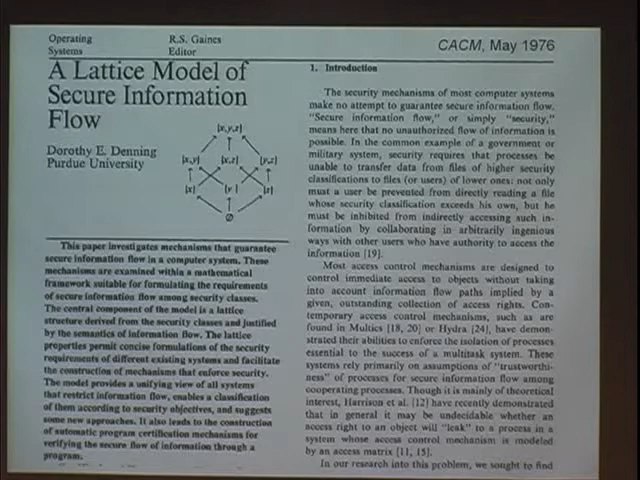 Operating
Systems
R.S. Gaines
Editor
CACM, May 1976
A Lattice Model of
Secure Information
Flow
Dorothy E. Denning
Purdue University
{x,y,z}
{x,y} {x,z} {y,z}
{x} {y} {z}
∅
This paper investigates mechanisms that guarantee
secure information flow in a computer system. These
mechanisms are examined within a mathematical
framework suitable for formulating the requirements
of secure information flow among security classes.
The central component of the model is a lattice
structure derived from the security classes and justified
by the semantics of information flow. The lattice
properties permit concise formulations of the security
requirements of different existing systems and facilitate
the construction of mechanisms that enforce security.
The model provides a unifying view of all systems
that restrict information flow, enables a classification
of them according to security objectives, and suggests
some new approaches. It also leads to the construction
of automatic program certification mechanisms for
verifying the secure flow of information through a
program.
1. Introduction
The security mechanisms of most computer systems
make no attempt to guarantee secure information flow.
"Secure information flow," or simply "security,"
means here that no unauthorized flow of information is
possible. In the common example of a government or
military system, security requires that processes be
unable to transfer data from files of higher security
classifications to files (or users) of lower ones: not only
must a user be prevented from directly reading a file
whose security classification exceeds his own, but he
must be inhibited from indirectly accessing such in-
formation by collaborating in arbitrarily ingenious
ways with other users who have authority to access the
information [19].
Most access control mechanisms are designed to
control immediate access to objects without taking
into account information flow paths implied by a
given, outstanding collection of access rights. Con-
temporary access control mechanisms, such as are
found in Multics [18, 20] or Hydra [24], have demon-
strated their abilities to enforce the isolation of processes
essential to the success of a multitask system. These
systems rely primarily on assumptions of "trustworthi-
ness" of processes for secure information flow among
cooperating processes. Though it is mainly of theoretical
interest, Harrison et al. [12] have recently demonstrated
that in general it may be undecidable whether an
access right to an object will "leak" to a process in a
system whose access control mechanism is modeled
by an access matrix [11, 15].
In our research into this problem, we sought to find